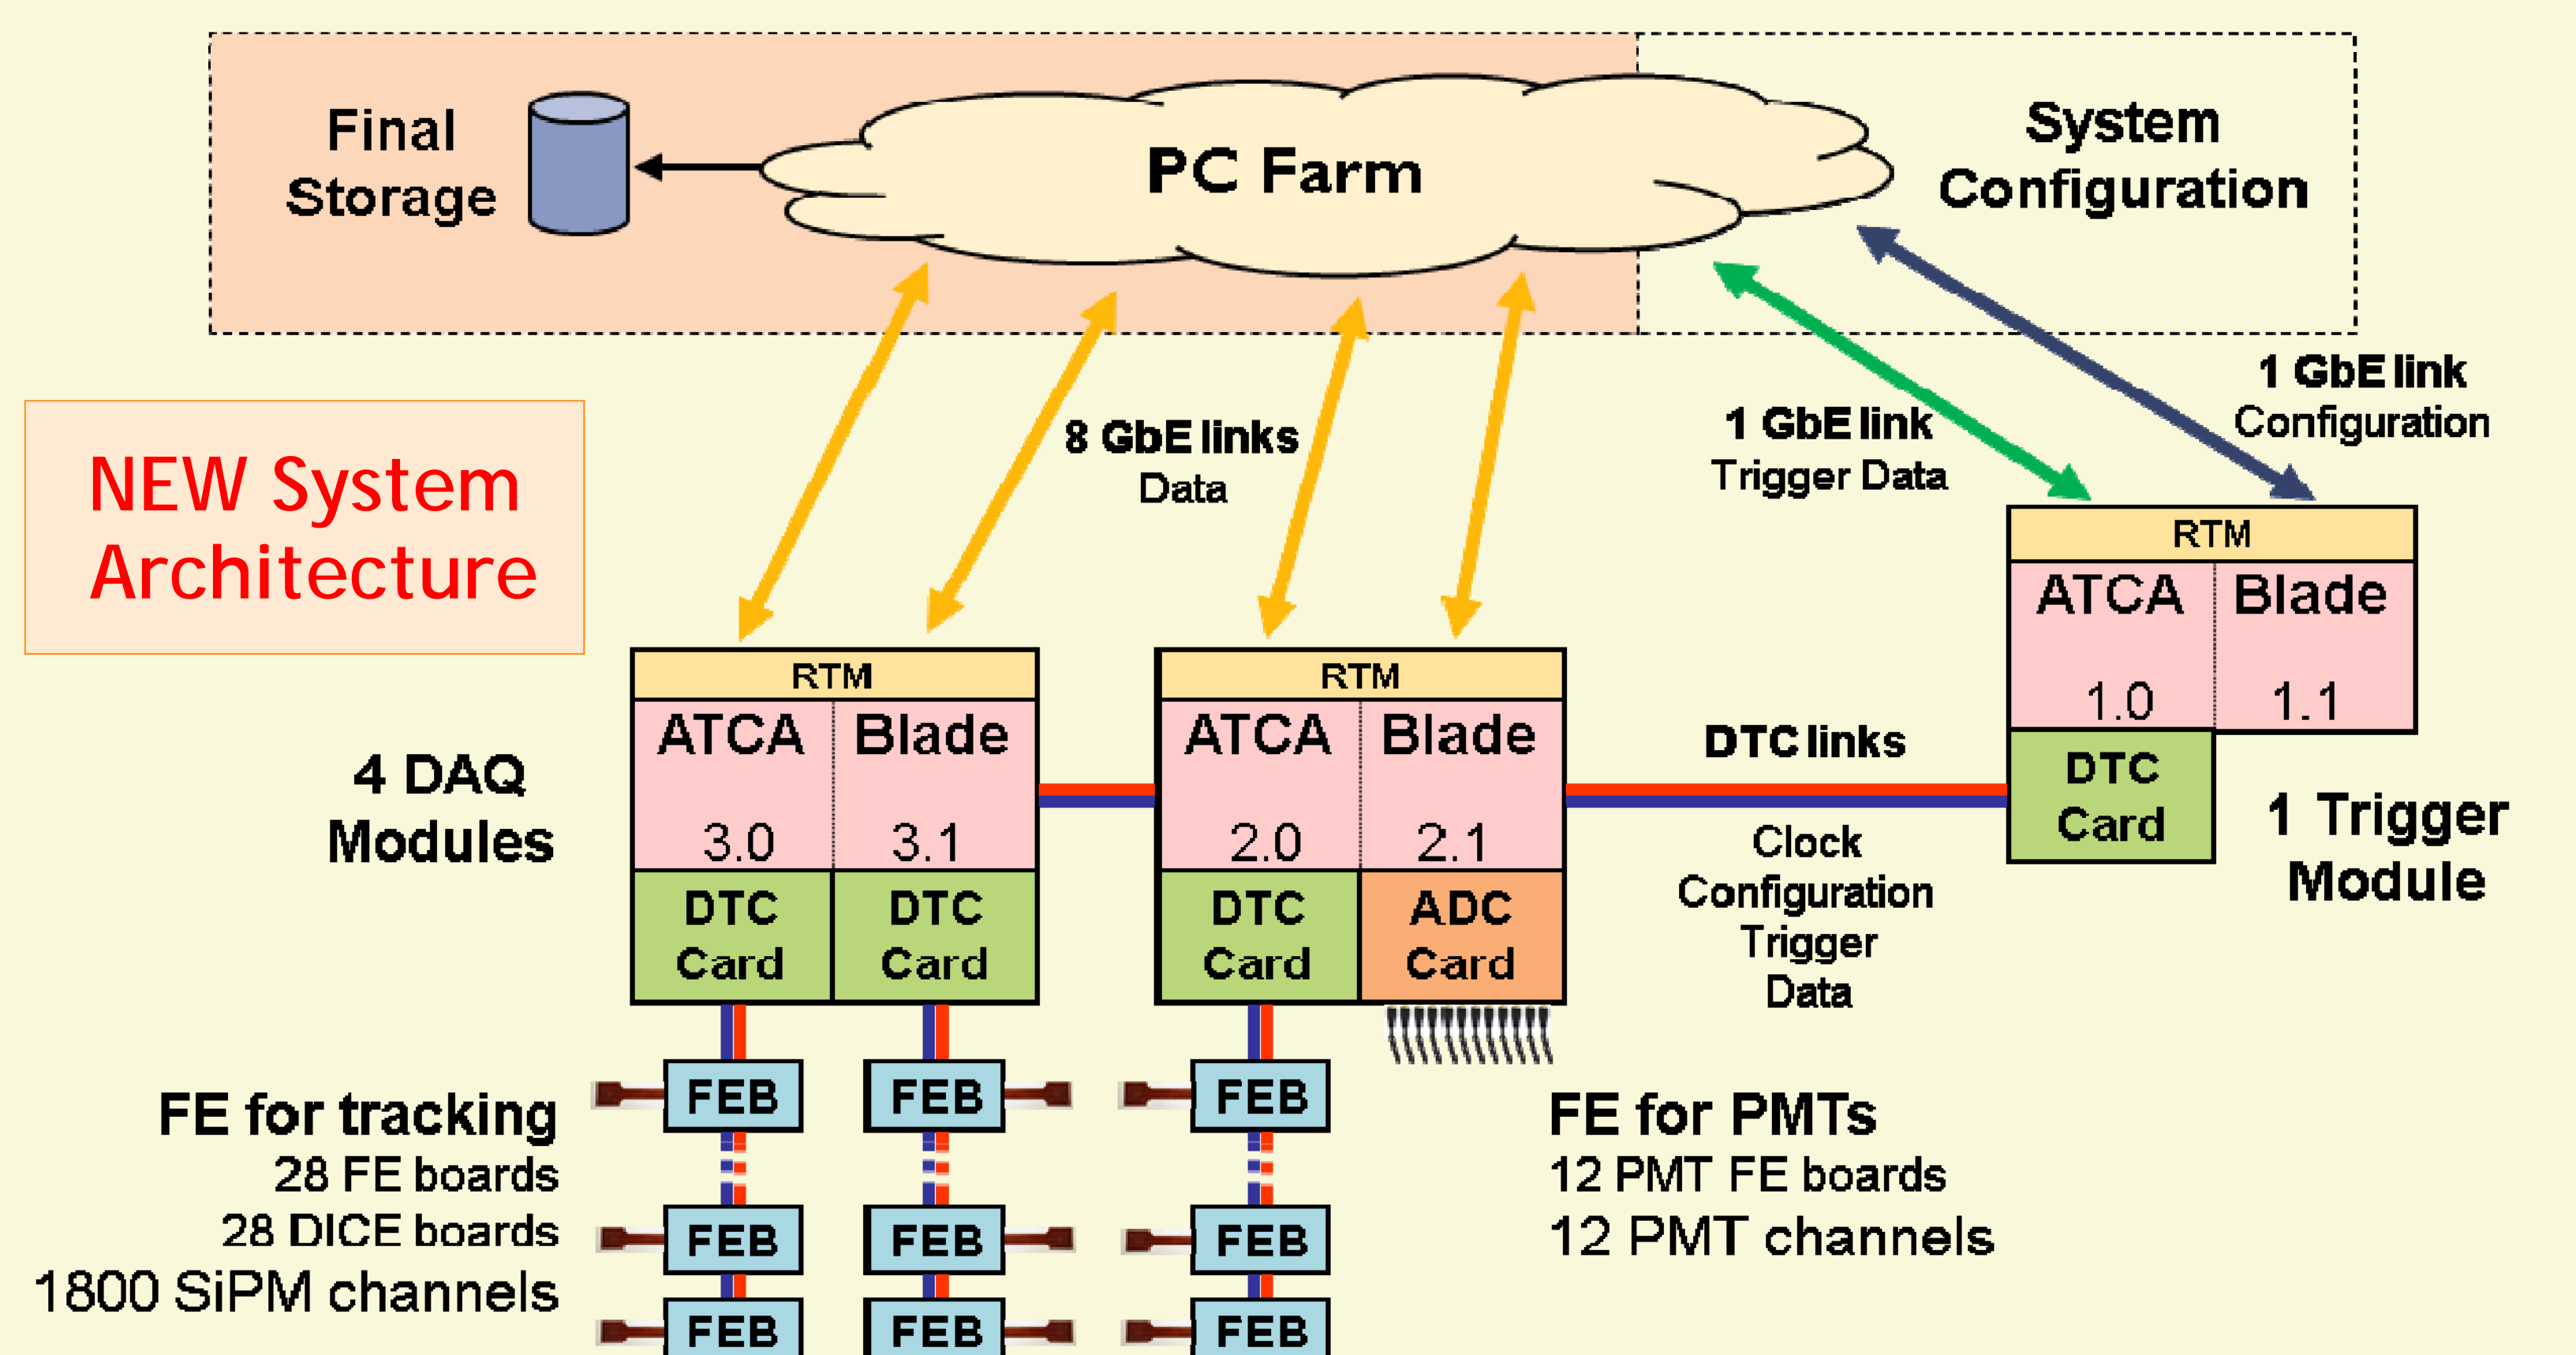 Final
Storage
PC Farm
System
Configuration
NEW System
Architecture
8 GbE links
Data
1 GbE link
Trigger Data
1 GbE link
Configuration
RTM
ATCA Blade
1.0 1.1
DTC
Card
1 Trigger
Module
4 DAQ
Modules
RTM
ATCA Blade
3.0 3.1
DTC
Card
DTC
Card
RTM
ATCA Blade
2.0 2.1
DTC
Card
ADC
Card
DTC links
Clock
Configuration
Trigger
Data
FE for tracking
28 FE boards
28 DICE boards
1800 SiPM channels
FEB FEB FEB
FEB FEB FEB
FEB FEB FEB
FE for PMTs
12 PMT FE boards
12 PMT channels